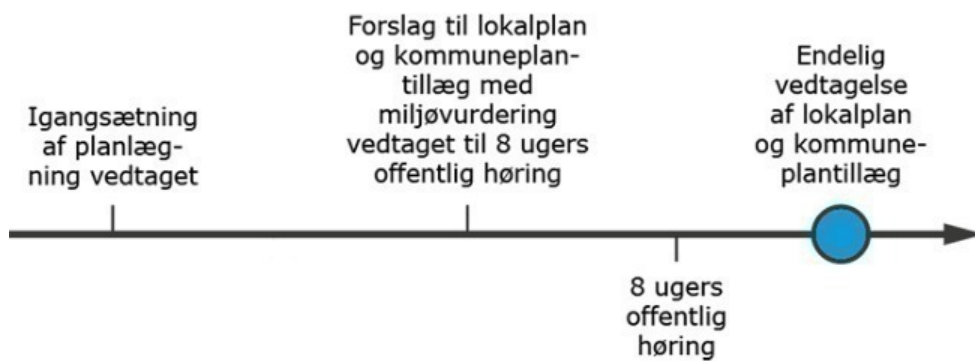 Igangsætning
af planlæg-
ning vedtaget
Forslag til lokalplan
og kommuneplan-
tillæg med
miljøvurdering
vedtaget til 8 ugers
offentlig høring
8 ugers
offentlig
høring
Endelig
vedtagelse
af lokalplan
og kommune-
plantillæg